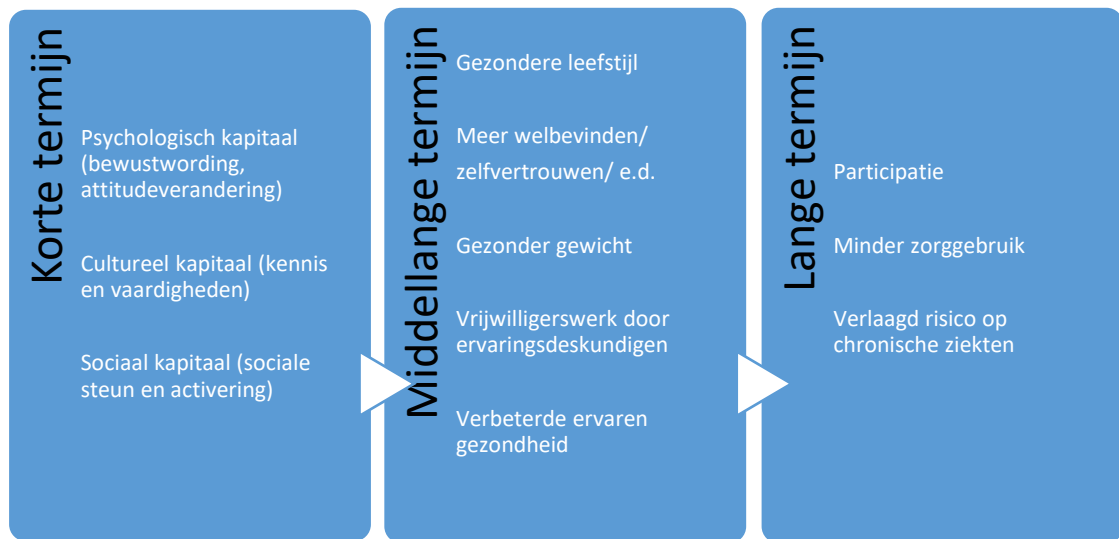 Korte termijn
Psychologisch kapitaal
(bewustwording,
attitudeverandering)
Cultureel kapitaal (kennis
en vaardigheden)
Sociaal kapitaal (sociale
steun en activering)
Middellange termijn
Gezondere leefstijl
Meer welbevinden/
zelfvertrouwen/ e.d.
Gezonder gewicht
Vrijwilligerswerk door
ervaringsdeskundigen
Verbeterde ervaren
gezondheid
Lange termijn
Participatie
Minder zorggebruik
Verlaagd risico op
chronische ziekten